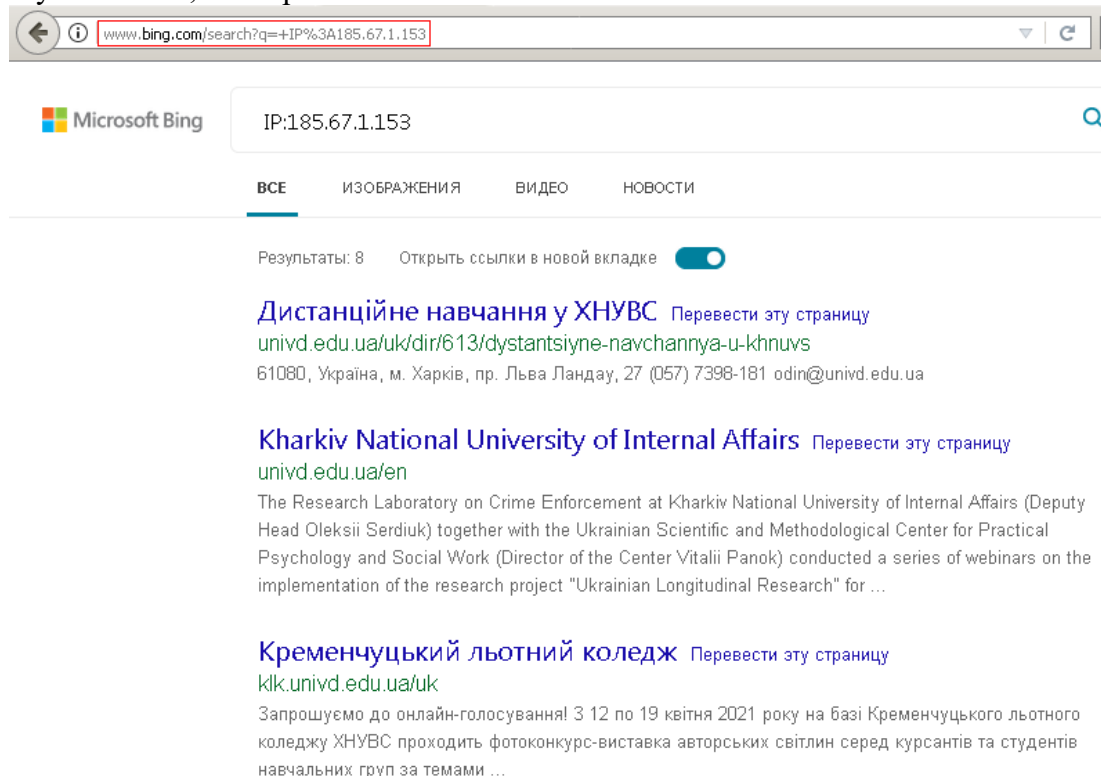 www.bing.com/search?q=+IP%3A185.67.1.153
Microsoft Bing
IP:185.67.1.153
ВСЕ ИЗОБРАЖЕНИЯ ВИДЕО НОВОСТИ
Результаты: 8 Открыть ссылки в новой вкладке
Дистанційне навчання у ХНУВС Перевести эту страницу
univd.edu.ua/uk/dir/613/dystantsiyne-navchannya-u-khnuvs
61080, Україна, м. Харків, пр. Льва Ландау, 27 (057) 7398-181 odin@univd.edu.ua
Kharkiv National University of Internal Affairs Перевести эту страницу
univd.edu.ua/en
The Research Laboratory on Crime Enforcement at Kharkiv National University of Internal Affairs (Deputy
Head Oleksii Serdiuk) together with the Ukrainian Scientific and Methodological Center for Practical
Psychology and Social Work (Director of the Center Vitalii Panok) conducted a series of webinars on the
implementation of the research project "Ukrainian Longitudinal Research" for ...
Кременчуцький льотний коледж Перевести эту страницу
klk.univd.edu.ua/uk
Запрошуємо до онлайн-голосування! З 12 по 19 квітня 2021 року на базі Кременчуцького льотного
коледжу ХНУВС проходить фотоконкурс-виставка авторських світлин серед курсантів та студентів
навчальних груп за темами ...